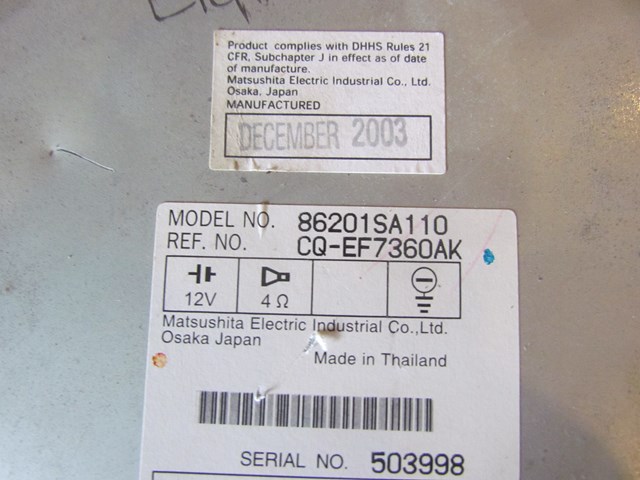 Product complies with DHHS Rules 21
CFR, Subchapter J in effect as of date
of manufacture.
Matsushita Electric Industrial Co., Ltd.
Osaka, Japan
MANUFACTURED
DECEMBER 2003
MODEL NO. 86201SA110
REF. NO. CQ-EF7360AK
12V 4 Ω
Matsushita Electric Industrial Co.,Ltd.
Osaka Japan
Made in Thailand
SERIAL NO. 503998